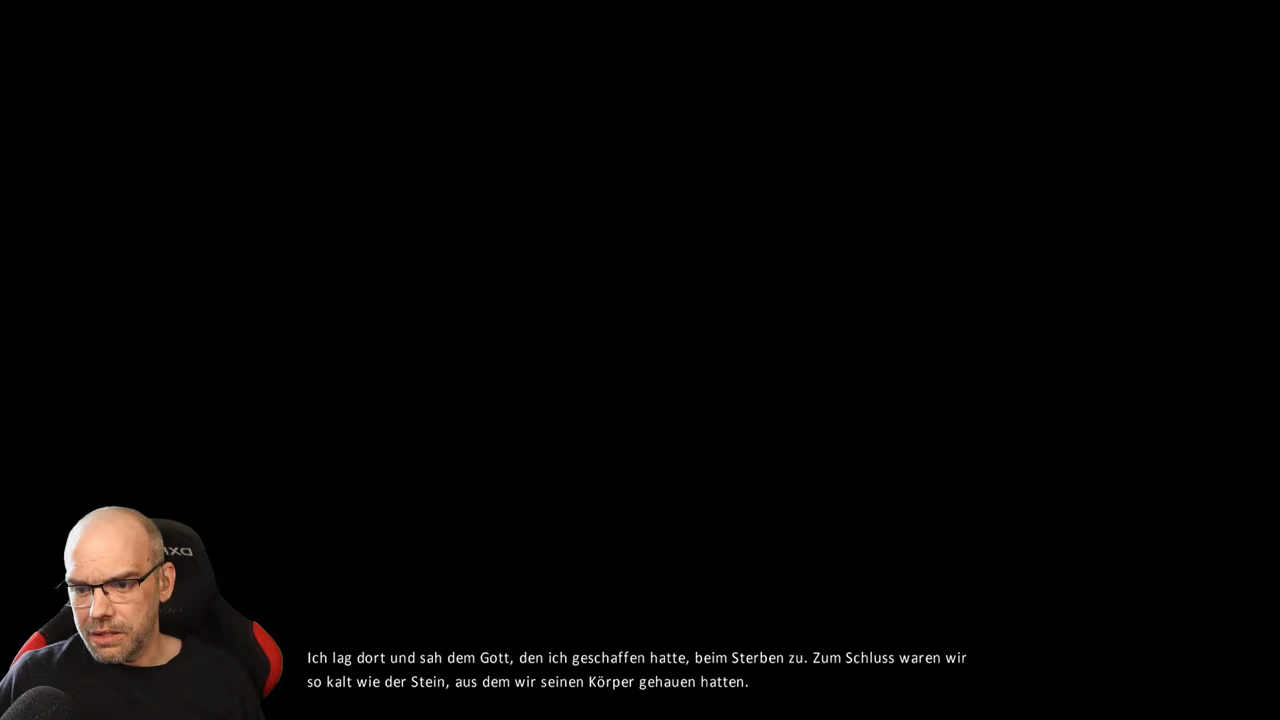 DXR
Ich lag dort und sah dem Gott, den ich geschaffen hatte, beim Sterben zu. Zum Schluss waren wir
so kalt wie der Stein, aus dem wir seinen Körper gehauen hatten.